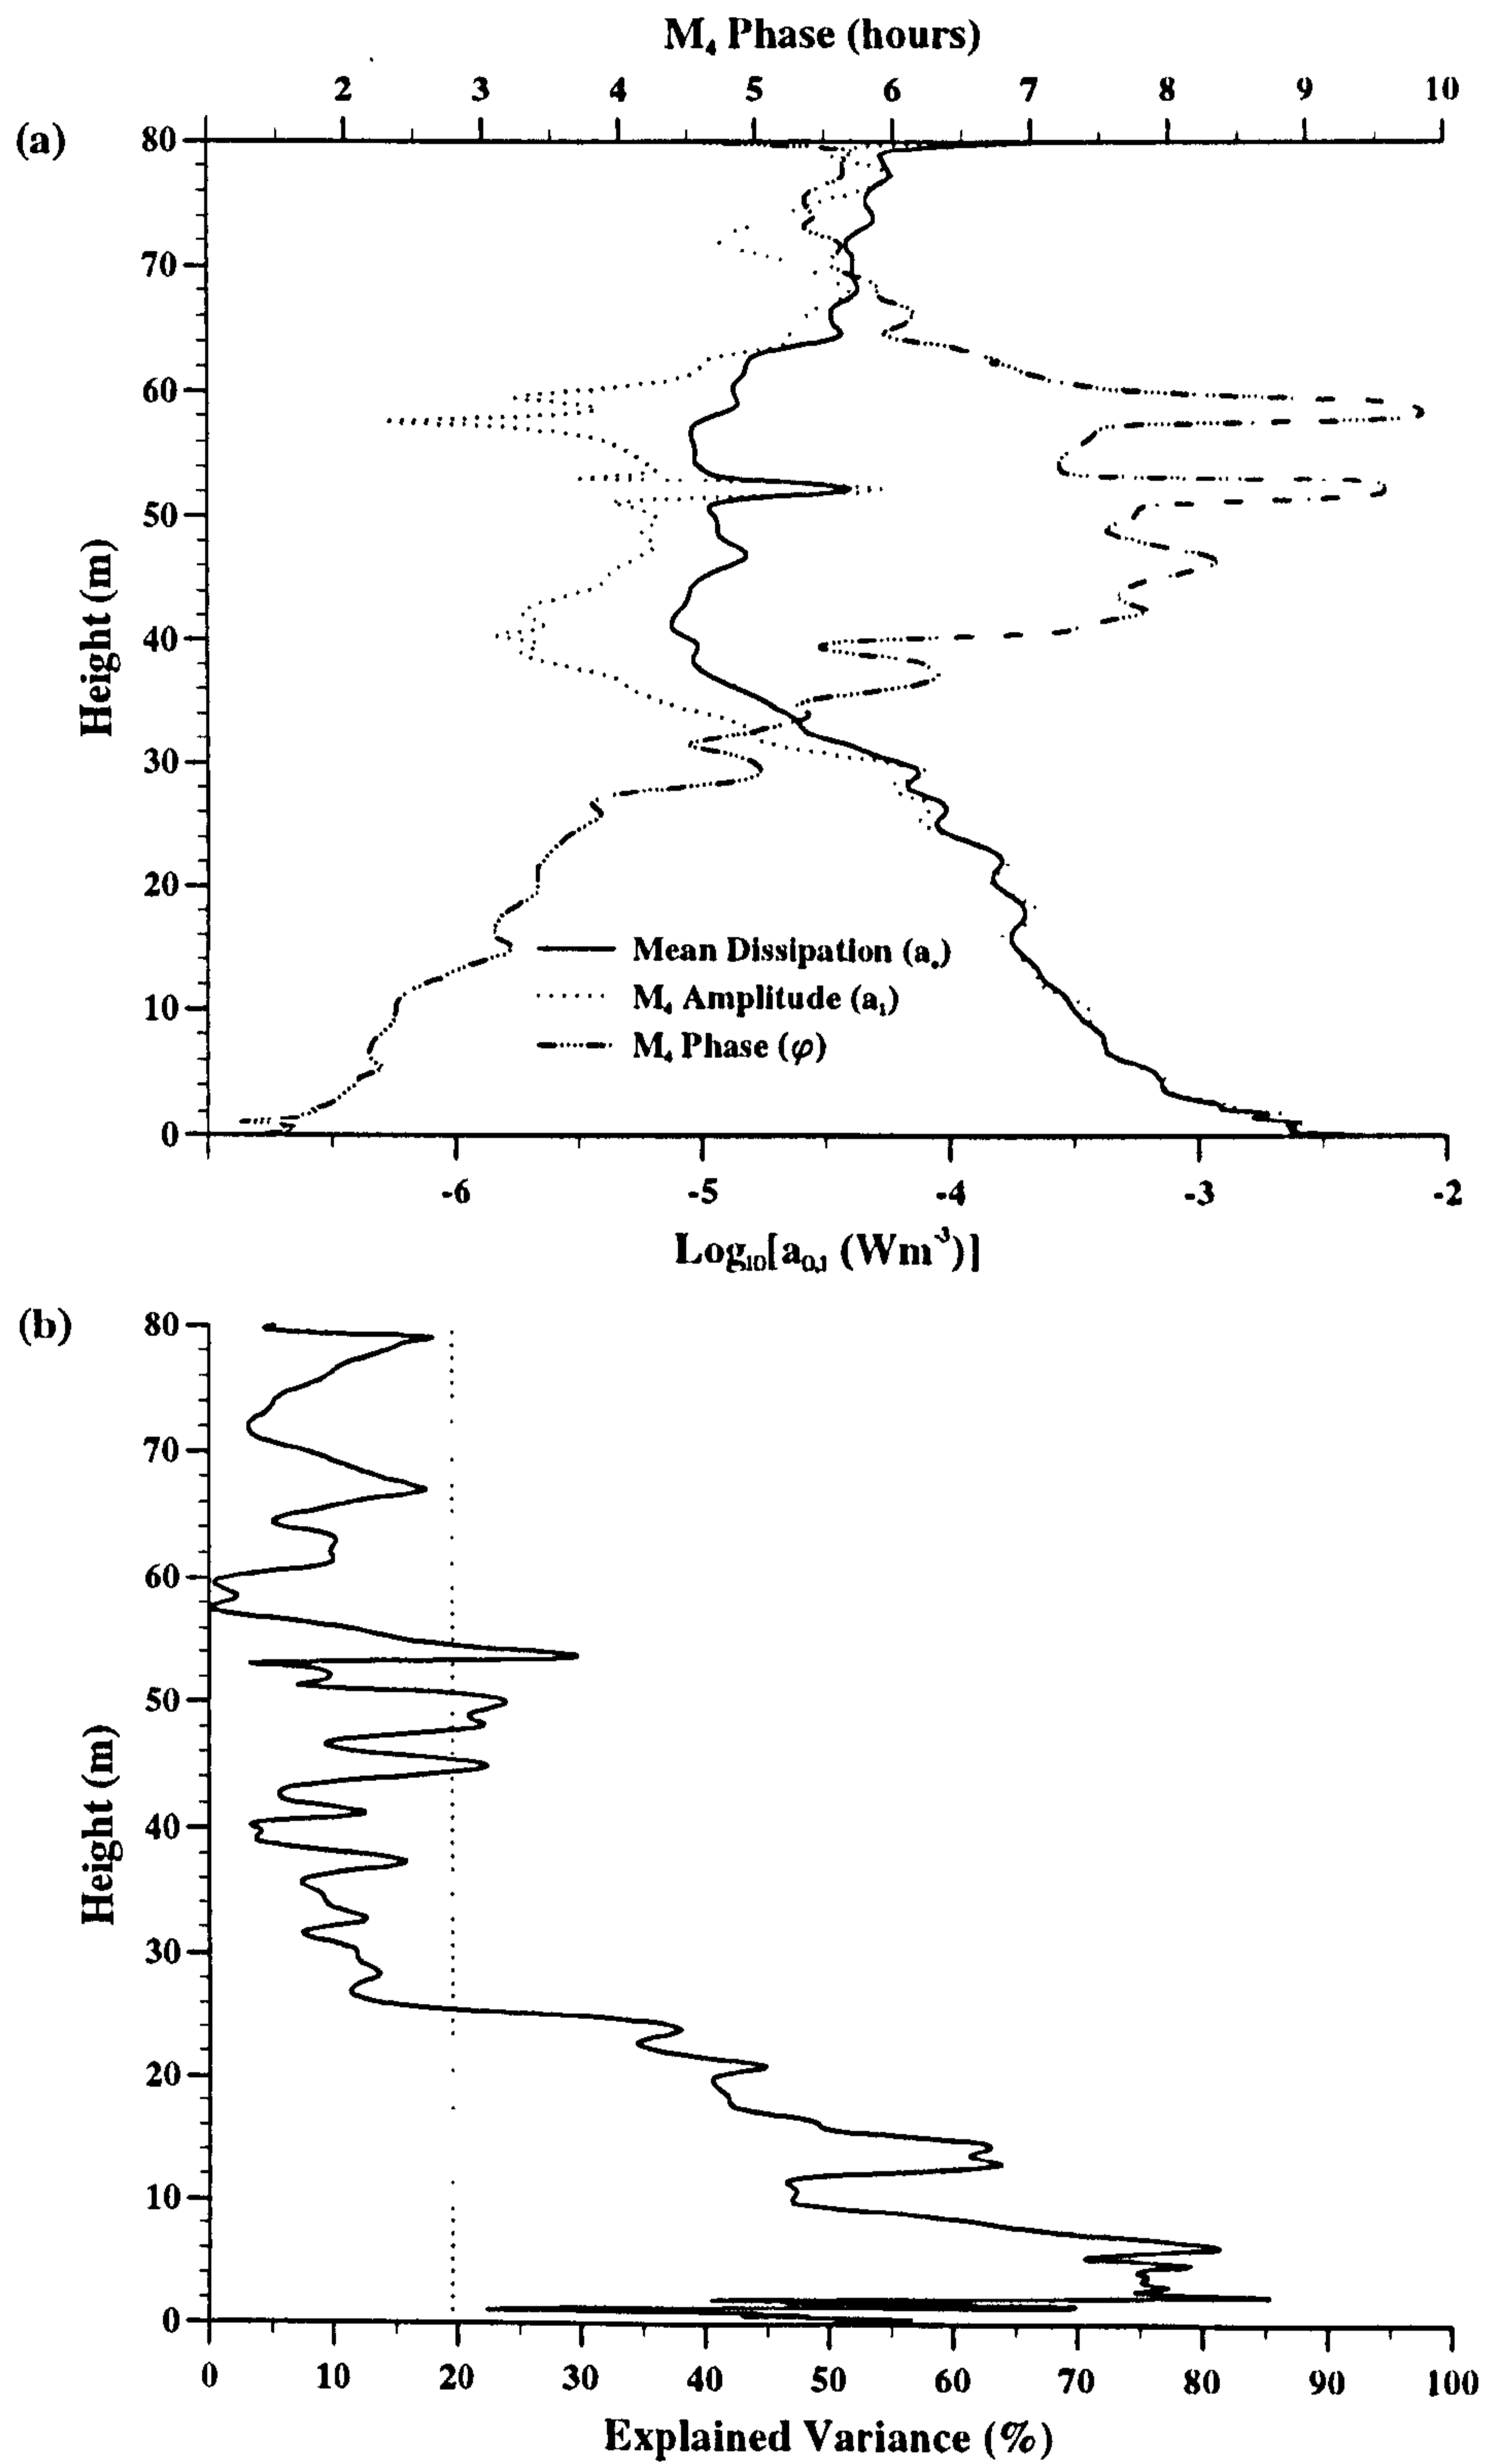 M₄ Phase (hours)
2 3 4 5 6 7 8 9 10
(a)
80
70
60
50
40
30
20
10
0
Height (m)
Mean Dissipation (a₀)
M₄ Amplitude (a₁)
M₄ Phase (φ)
-6 -5 -4 -3 -2
Log₁₀[a₀,₁ (Wm⁻³)]
(b)
80
70
60
50
40
30
20
10
0
Height (m)
0 10 20 30 40 50 60 70 80 90 100
Explained Variance (%)